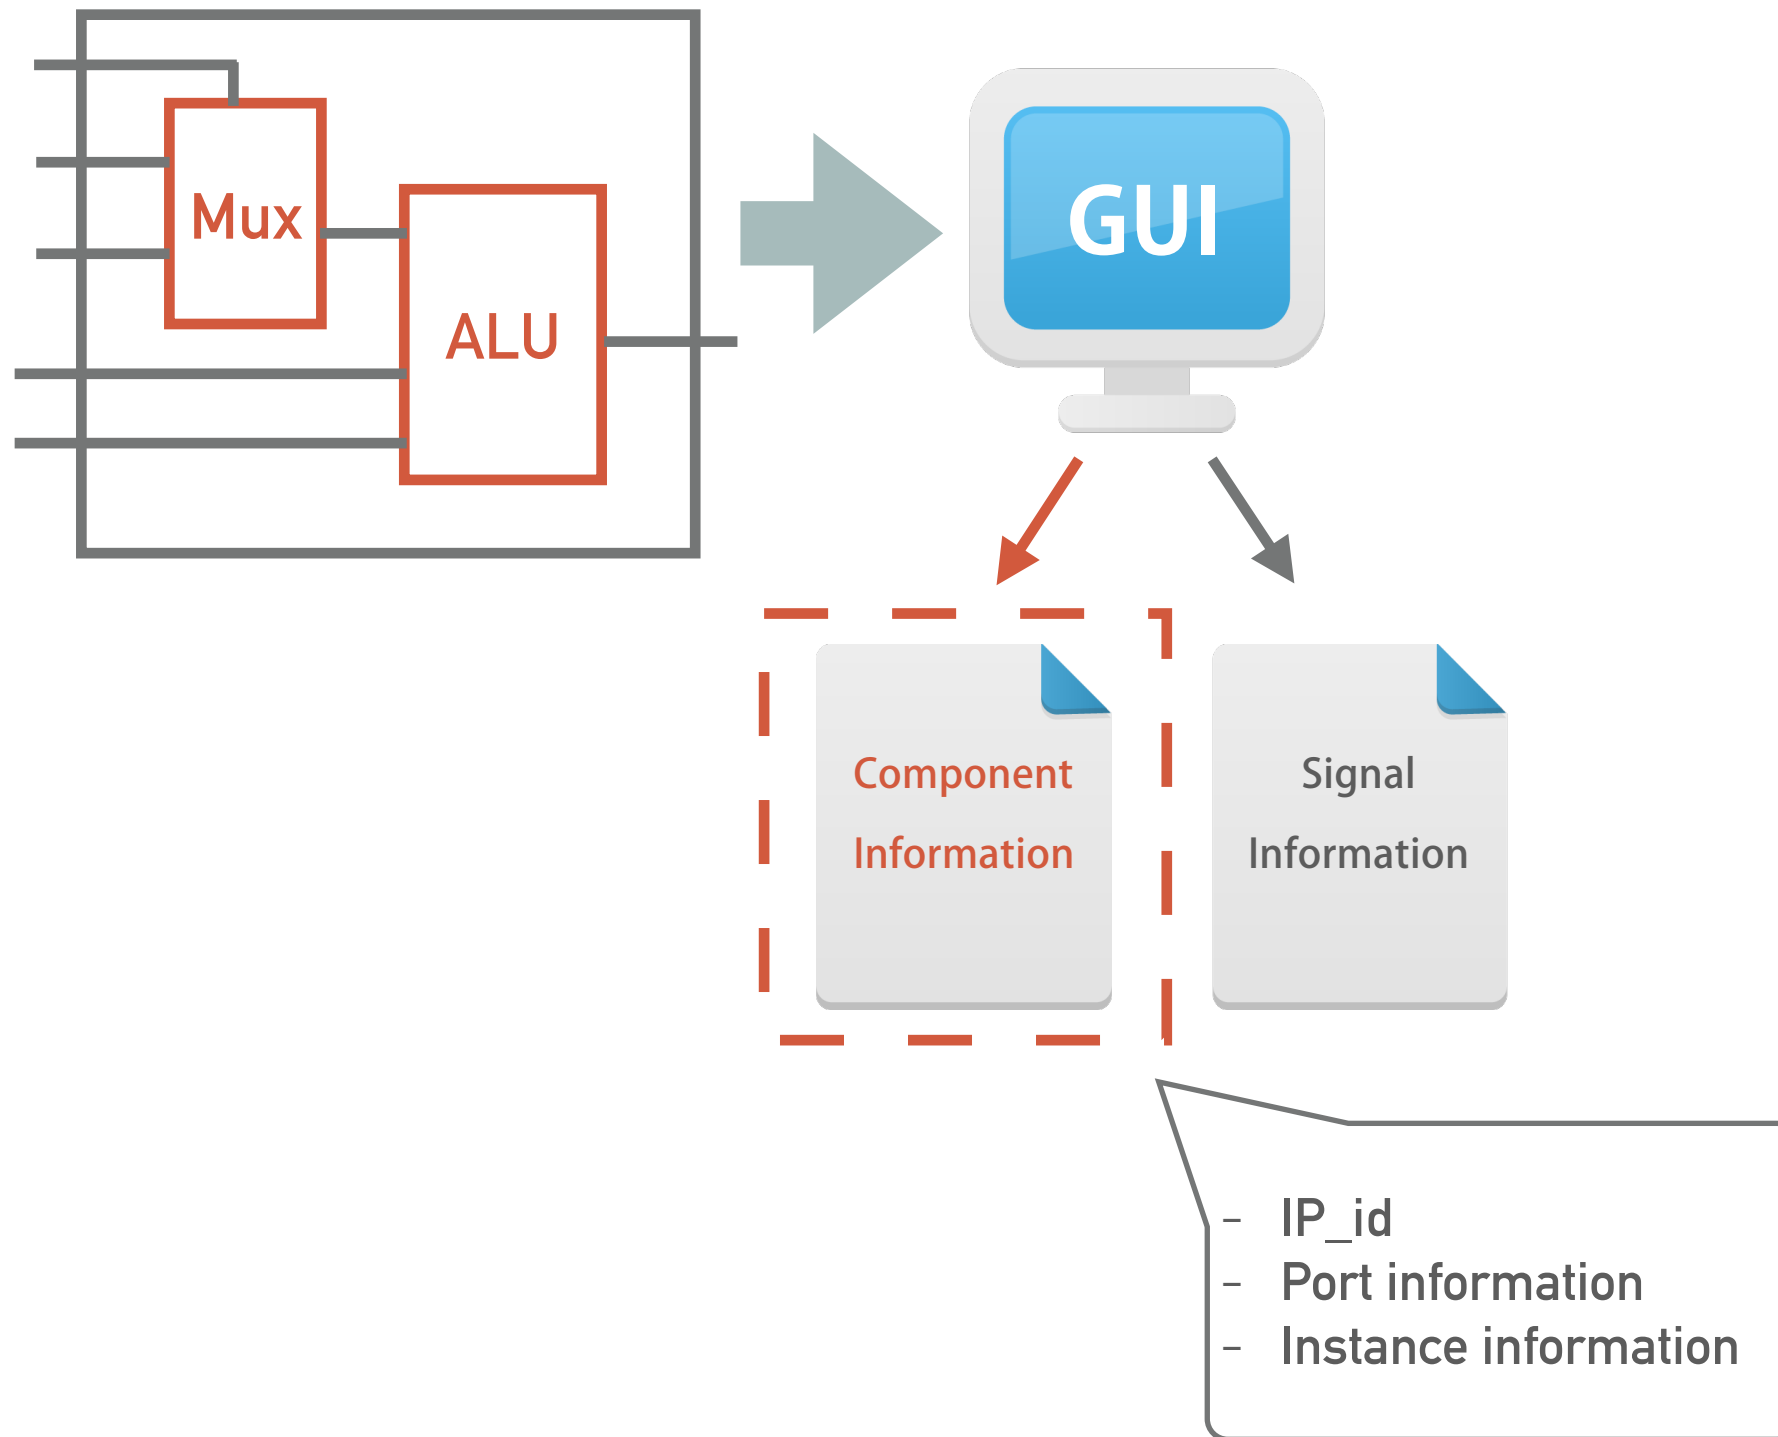 Mux
ALU
GUI
Component
Information
Signal
Information
- IP_id
- Port information
- Instance information